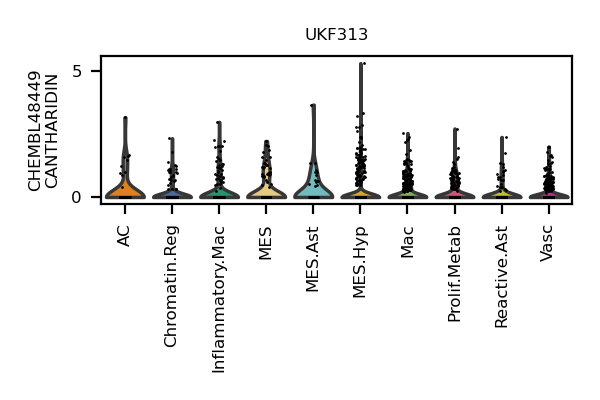 UKF313
CHEMBL48449
CANTHARIDIN
5
0
AC
Chromatin.Reg
Inflammatory.Mac
MES
MES.Ast
MES.Hyp
Mac
Prolif.Metab
Reactive.Ast
Vasc